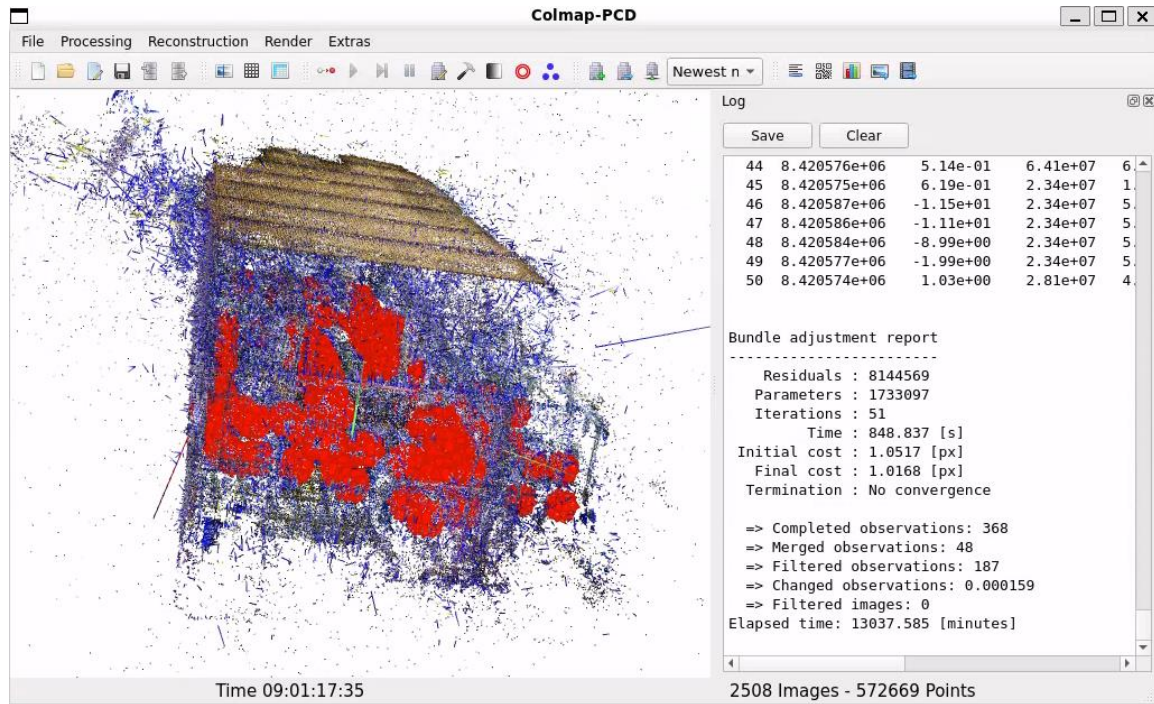 Colmap-PCD
File Processing Reconstruction Render Extras
Newest n
Log
Save Clear
44 8.420576e+06 5.14e-01 6.41e+07 6.
45 8.420575e+06 6.19e-01 2.34e+07 1.
46 8.420587e+06 -1.15e+01 2.34e+07 5.
47 8.420586e+06 -1.11e+01 2.34e+07 5.
48 8.420584e+06 -8.99e+00 2.34e+07 5.
49 8.420577e+06 -1.99e+00 2.34e+07 5.
50 8.420574e+06 1.03e+00 2.81e+07 4.
Bundle adjustment report
------------------------
Residuals : 8144569
Parameters : 1733097
Iterations : 51
Time : 848.837 [s]
Initial cost : 1.0517 [px]
Final cost : 1.0168 [px]
Termination : No convergence
=> Completed observations: 368
=> Merged observations: 48
=> Filtered observations: 187
=> Changed observations: 0.000159
=> Filtered images: 0
Elapsed time: 13037.585 [minutes]
Time 09:01:17:35
2508 Images - 572669 Points